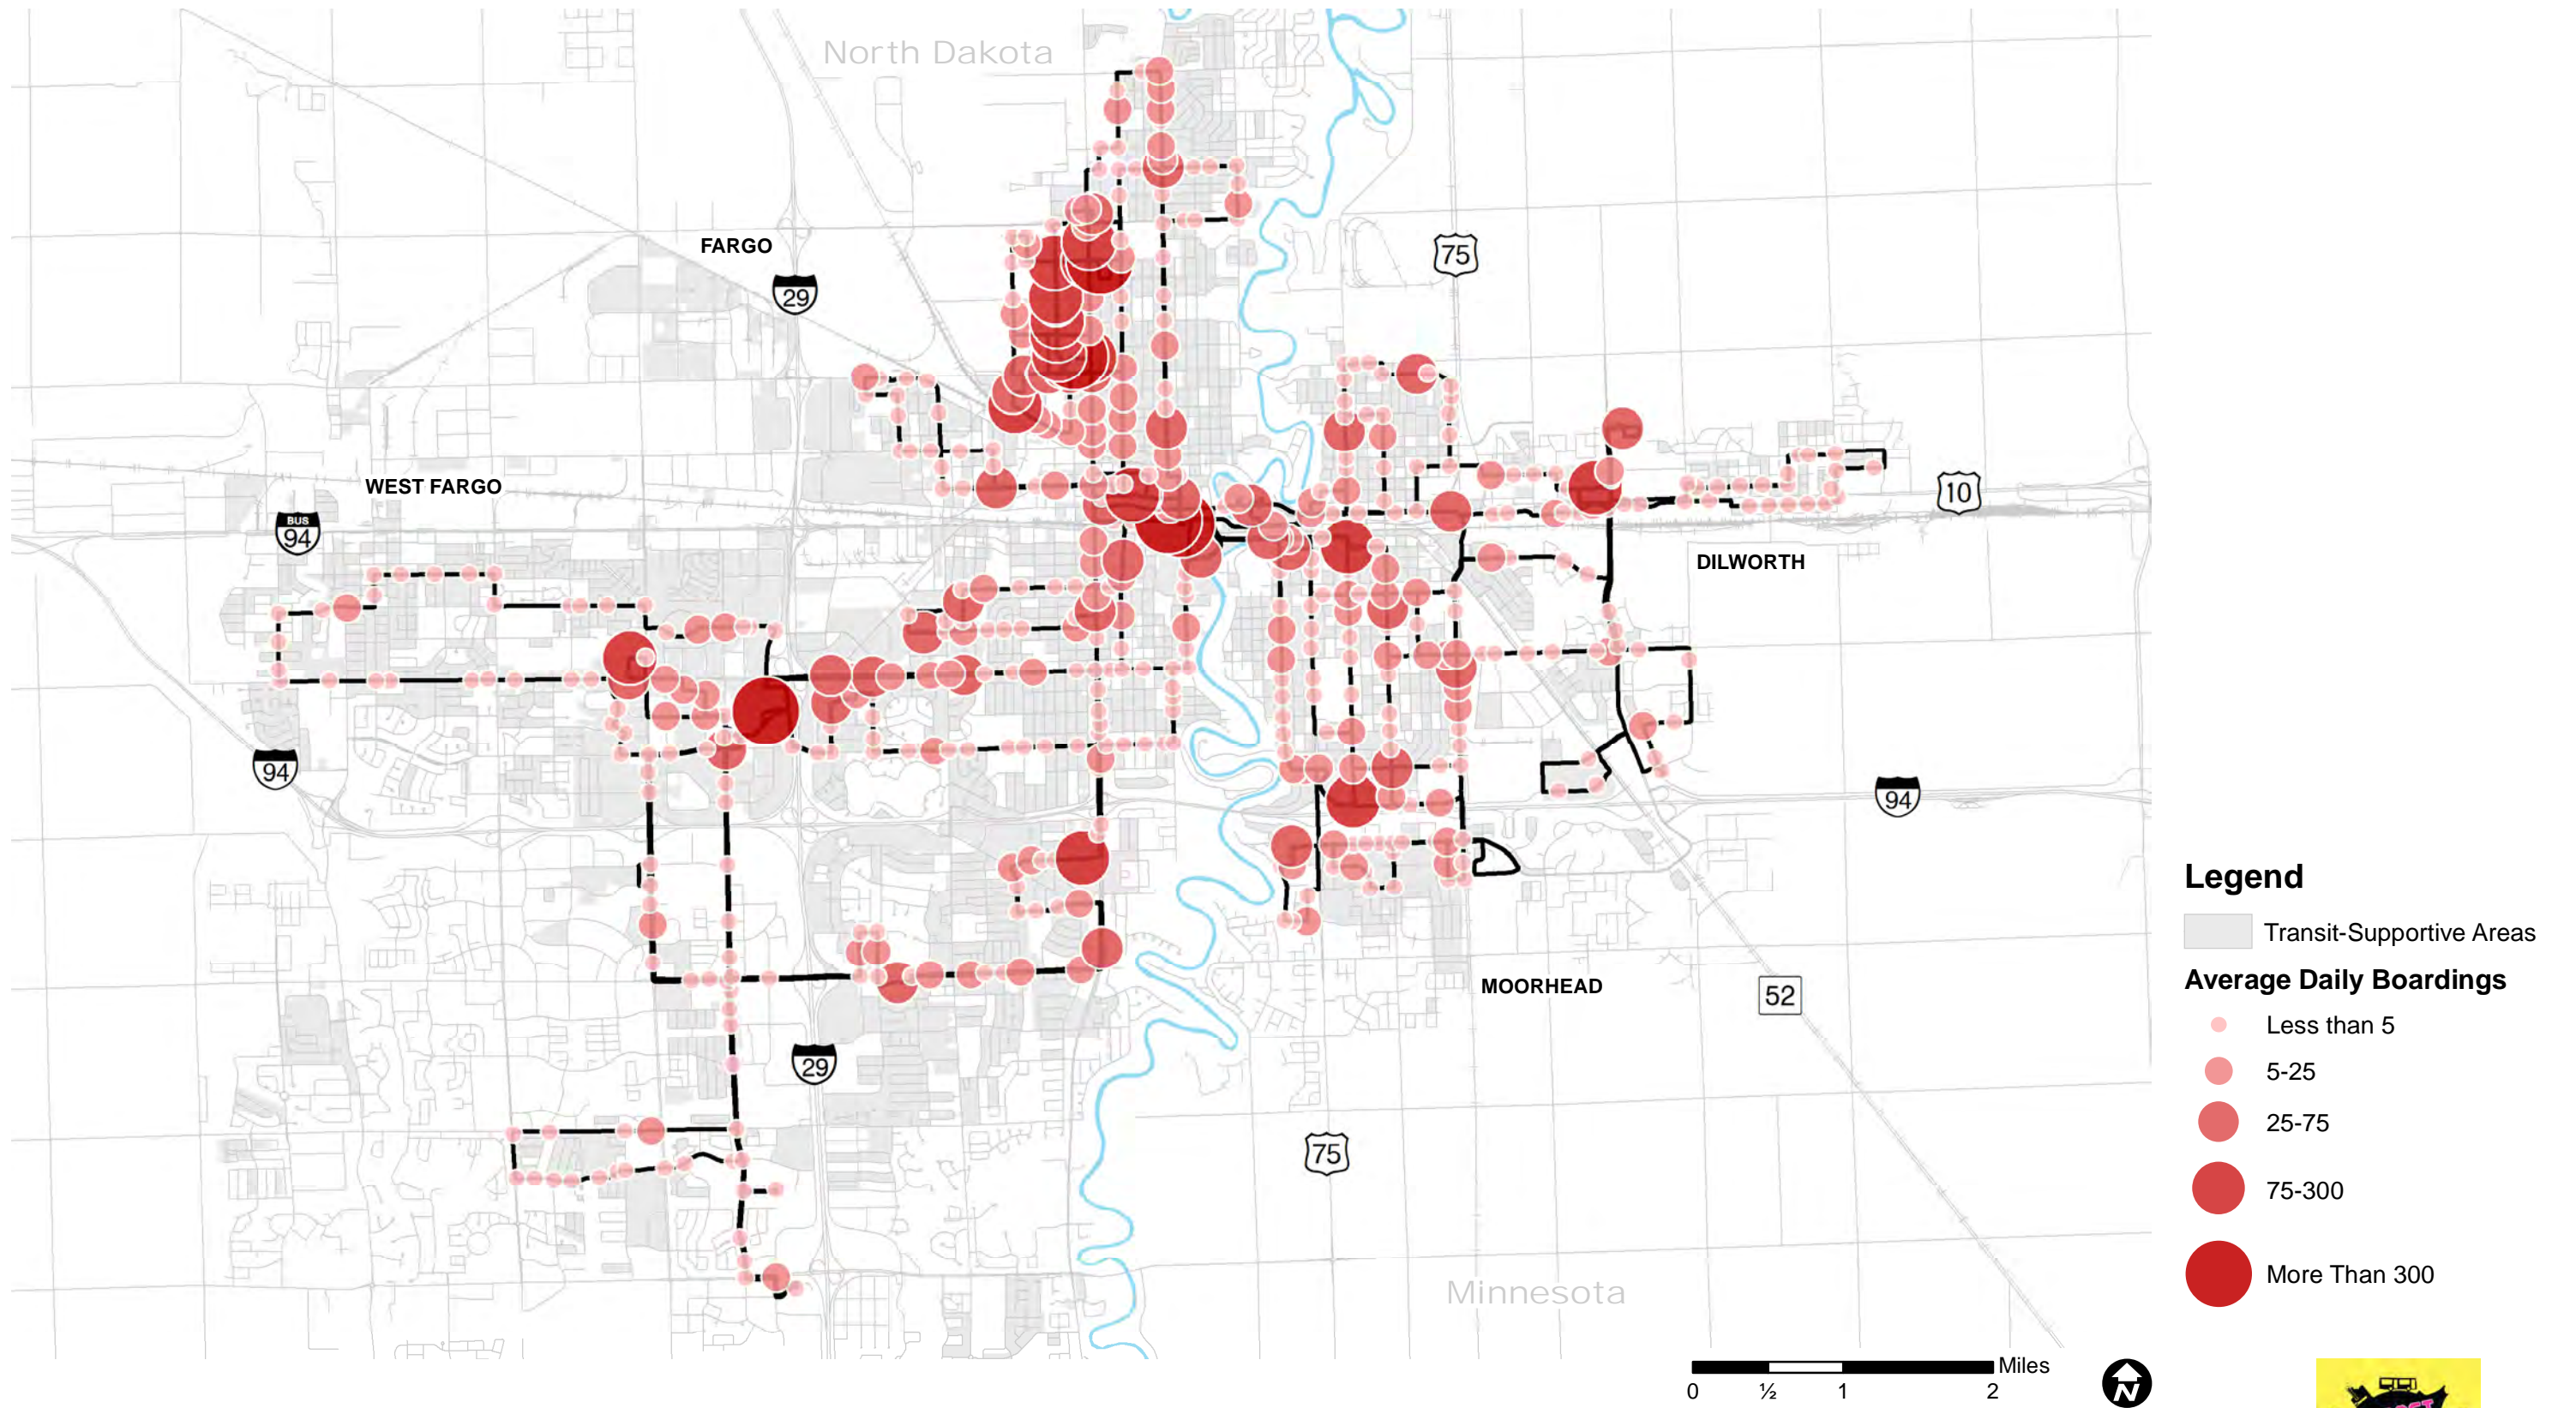 North Dakota
FARGO
75
29
WEST FARGO
10
BUS
94
DILWORTH
94
94
Legend
Transit-Supportive Areas
Average Daily Boardings
MOORHEAD
52
Less than 5
29
5-25
25-75
75
75-300
More Than 300
Minnesota
Miles
0 ½ 1 2
N